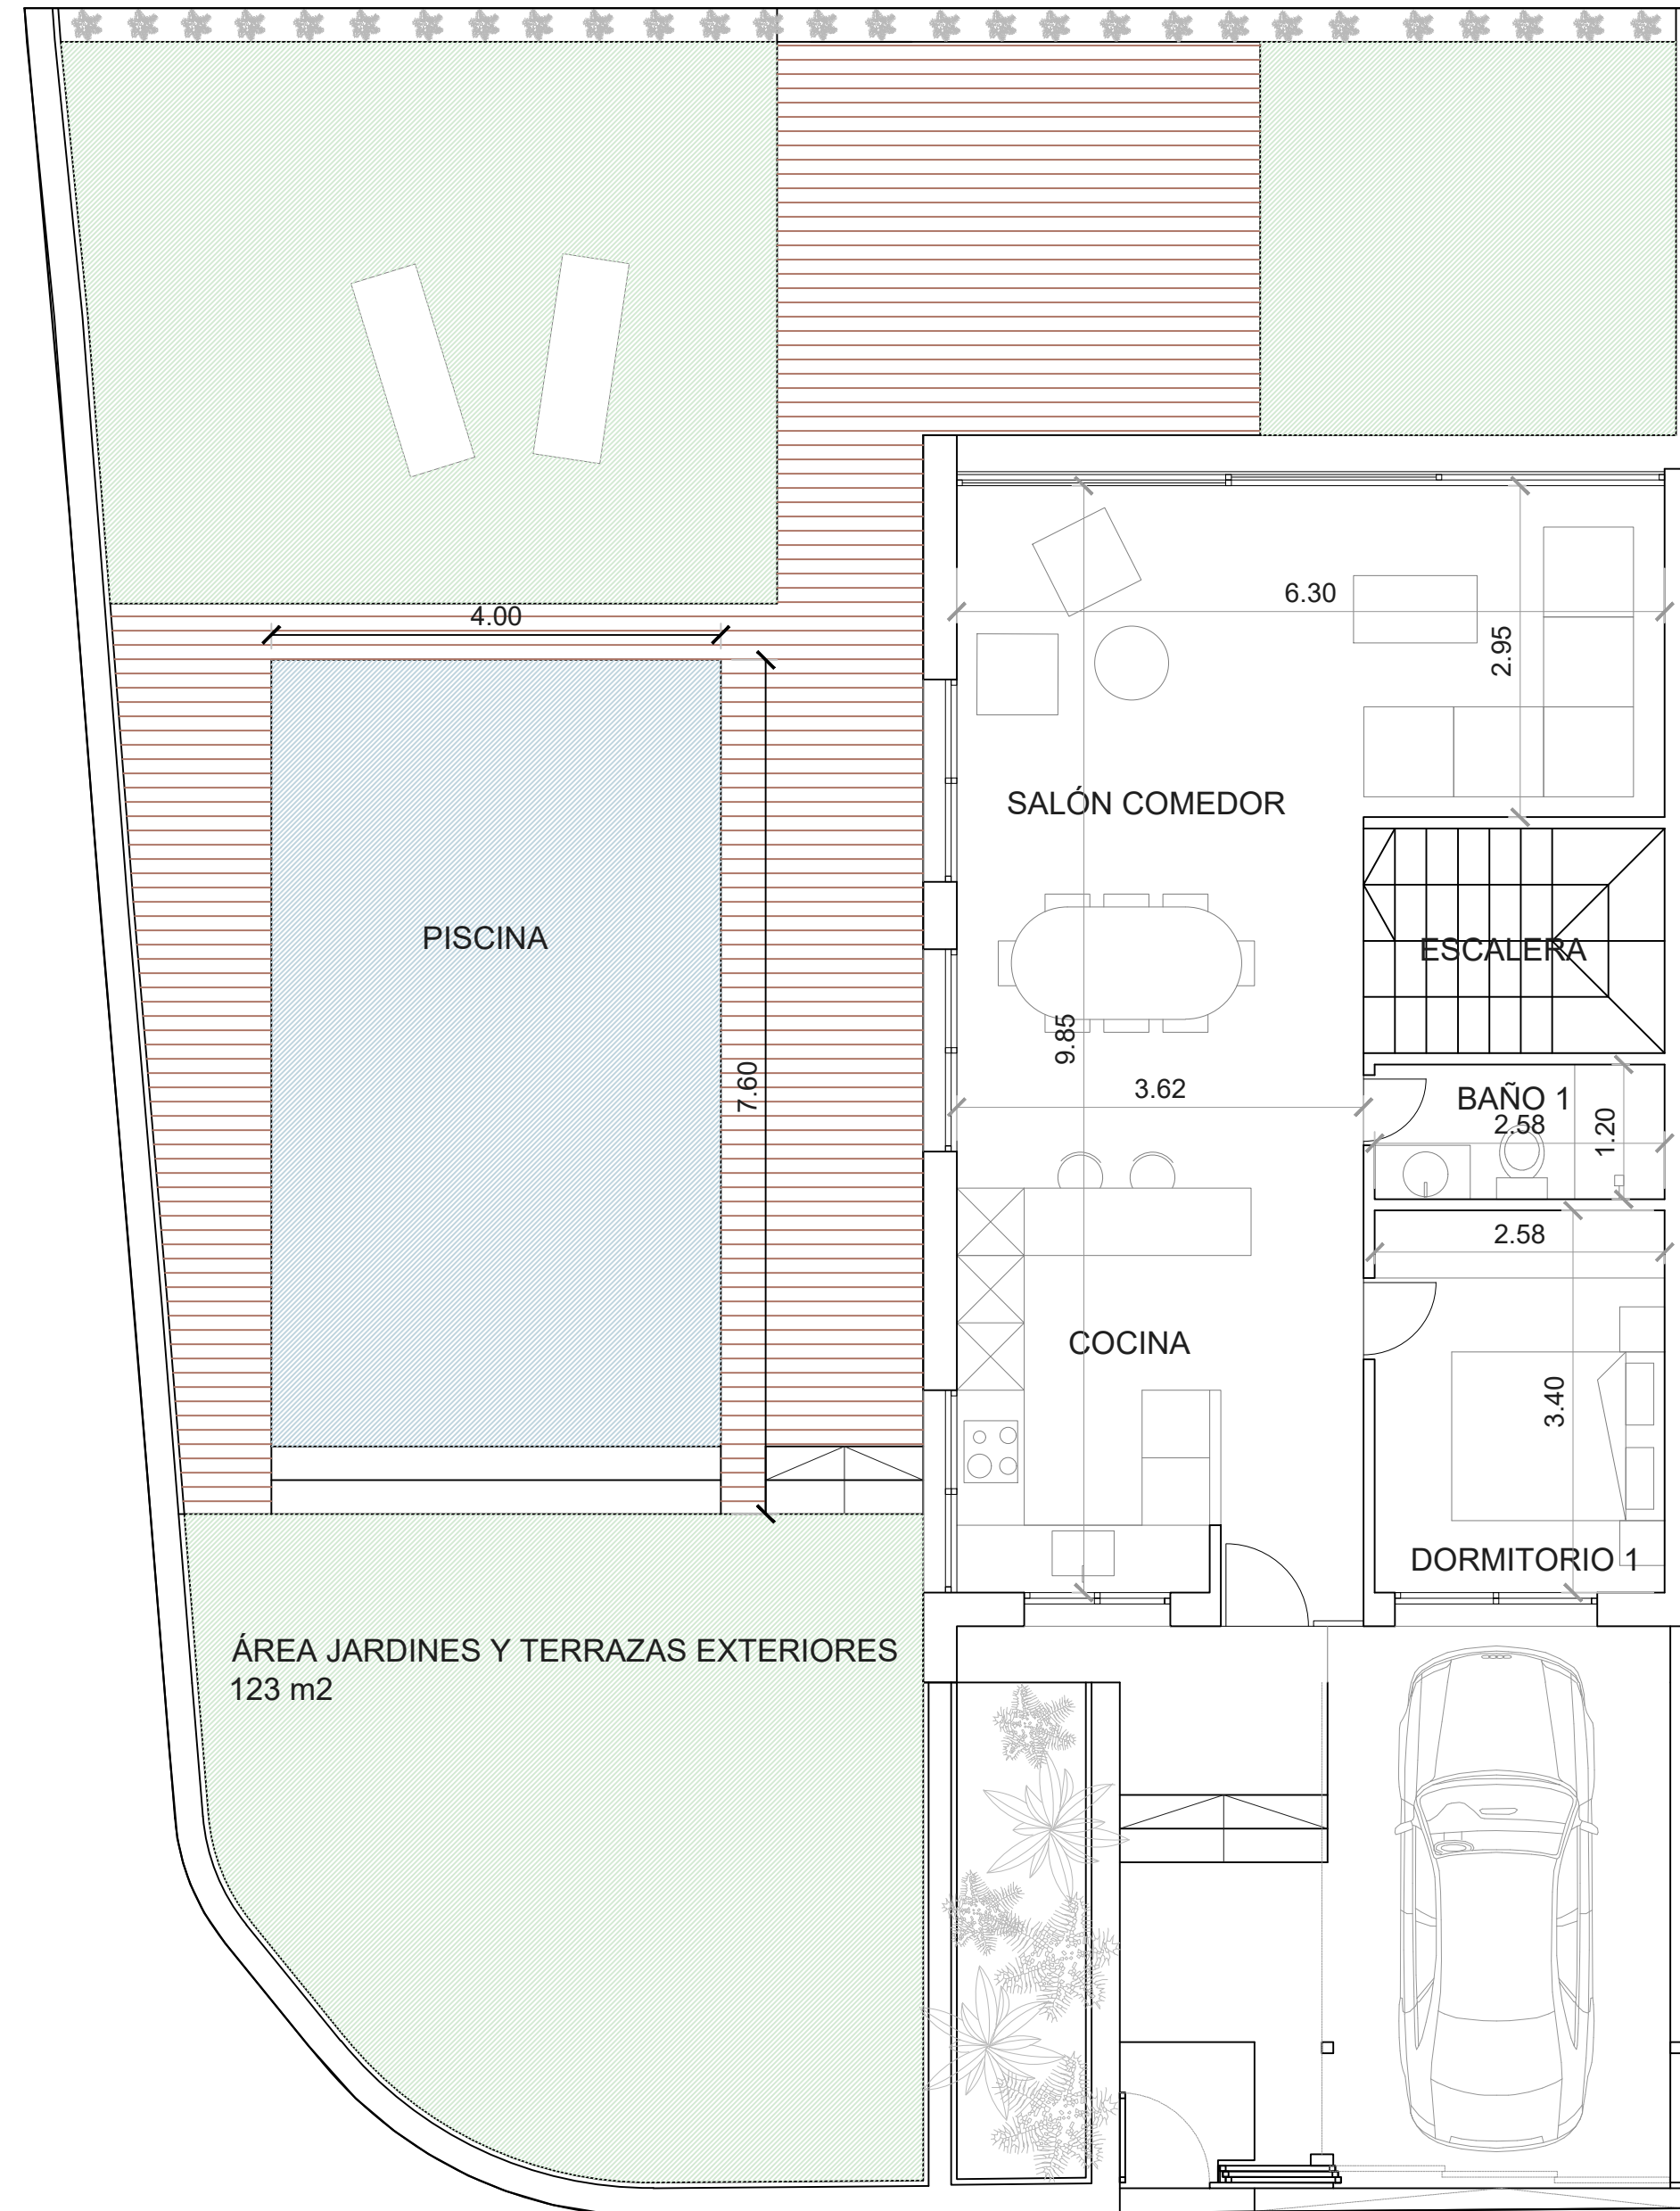 4.00
6.30
2.95
SALÓN COMEDOR
PISCINA
ESCALERA
9.85
7.60
3.62
BAÑO 1
2.58
1.20
2.58
COCINA
3.40
DORMITORIO 1
ÁREA JARDINES Y TERRAZAS EXTERIORES
123 m2